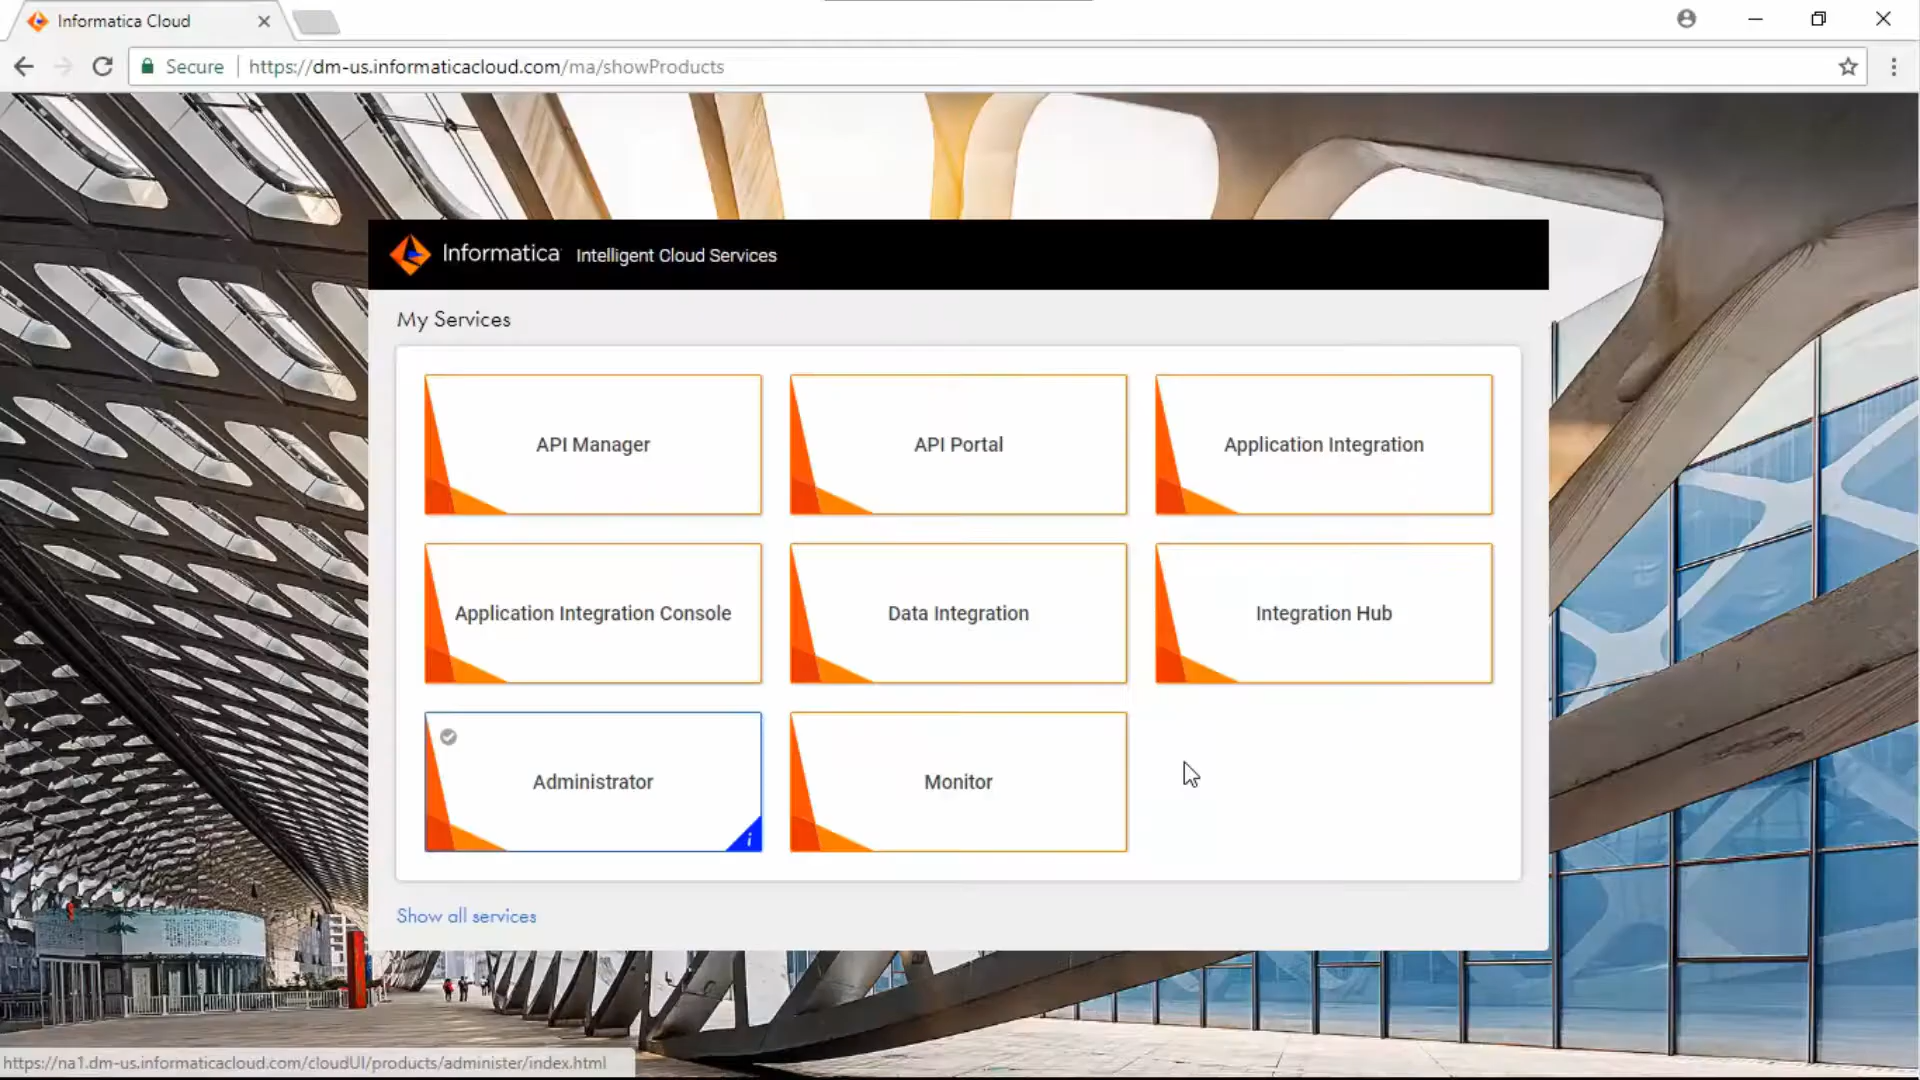 Informatica Cloud
Secure https://dm-us.informaticacloud.com/ma/showProducts
Informatica Intelligent Cloud Services
My Services
API Manager
API Portal
Application Integration
Application Integration Console
Data Integration
Integration Hub
Administrator
i
Monitor
Show all services
https://na1.dm-us.informaticacloud.com/cloudUI/products/administer/index.html